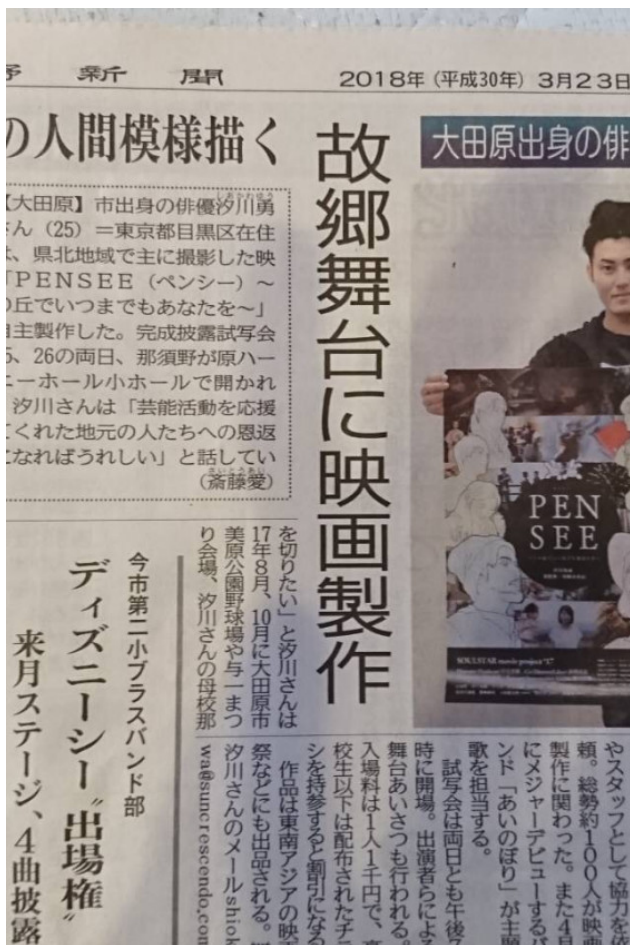 新聞
2018年(平成30年) 3月23日
の人間模様描く
故郷舞台に映画製作
大田原出身の俳
【大田原】市出身の俳優汐川勇
さん(25)=東京都目黒区在住
は、県北地域で主に撮影した映
「PENSEE(ペンシー)~
の丘でいつまでもあなたを~」
自主製作した。完成披露試写会
5、26の両日、那須野が原ハー
ニーホール小ホールで開かれ
汐川さんは「芸能活動を応援
てくれた地元の人たちへの恩返
になればうれしい」と話してい
(斎藤愛)
さいとうあい
PEN
SEE
SOULSTAR movie project "C"
を切りたい」と汐川さんは
17年8月、10月に大田原市
美原公園野球場や与一まつ
り会場、汐川さんの母校那
今市第二小ブラスバンド部
ディズニーシー"出場権"
来月ステージ、4曲披露
やスタッフとして協力を依
頼。総勢約100人が映画
製作に関わった。また4月
にメジャーデビューする
ンド「あいのぼり」が主
歌を担当する。
試写会は両日とも午後
時に開場。出演者らによ
舞台あいさつも行われる。
入場料は1人1千円で、高
校生以下は配布されたチラ
シを持参すると割引になる
作品は東南アジアの映画
祭などにも出品される。
汐川さんのメールshiok
wa@suncrescendo.com